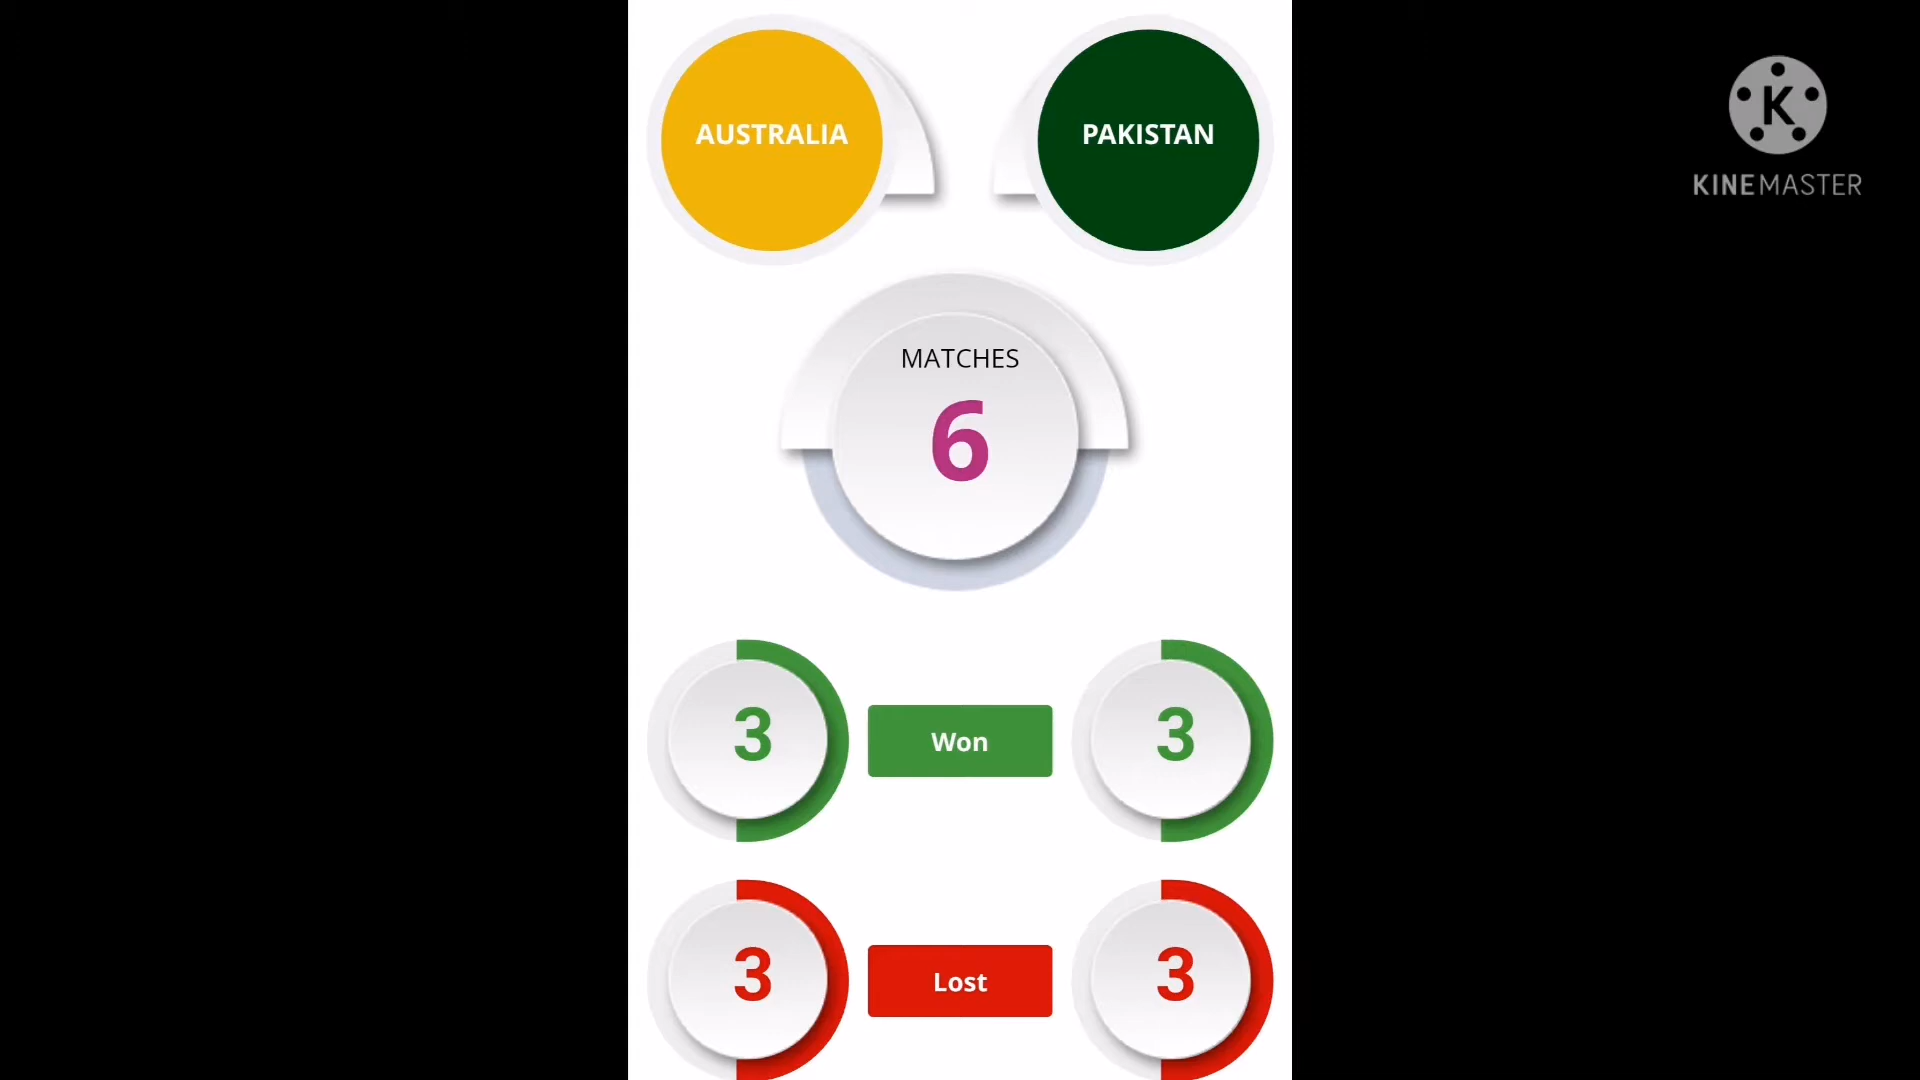 AUSTRALIA
PAKISTAN
K
KINEMASTER
MATCHES
6
3
Won
3
3
Lost
3